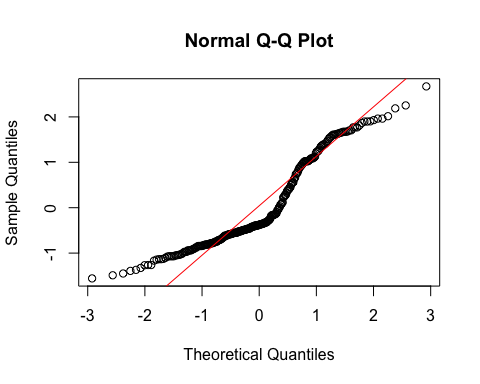 Normal Q-Q Plot
Sample Quantiles
2
1
0
-1
-3 -2 -1 0 1 2 3
Theoretical Quantiles